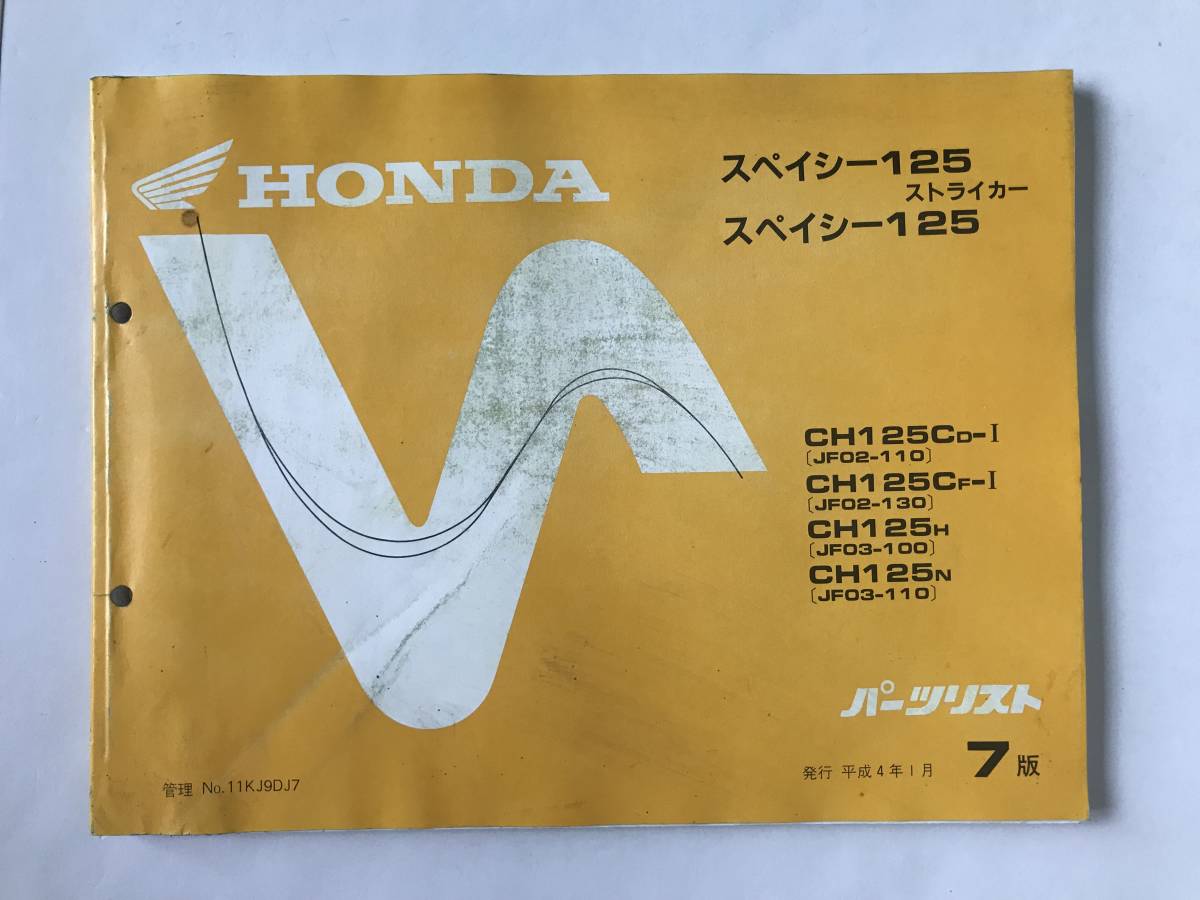 HONDA
スペイシー125
ストライカー
スペイシー125
CH125CD-I
〔JF02-110〕
CH125CF-I
〔JF02-130〕
CH125H
〔JF03-100〕
CH125N
〔JF03-110〕
パーツリスト
発行 平成4年1月 7版
管理 No.11KJ9DJ7